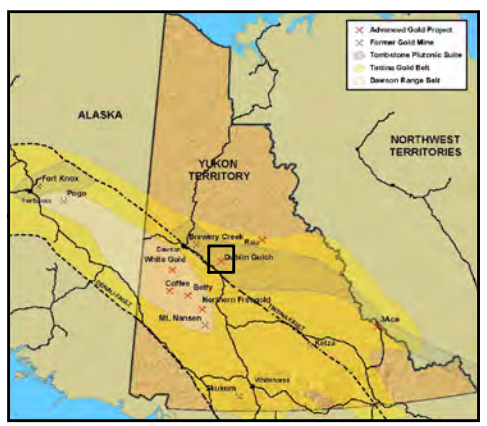 Advanced Gold Project
Former Gold Mine
Tombstone Plutonic Suite
Tintina Gold Belt
Dawson Range Belt
ALASKA
NORTHWEST
TERRITORIES
YUKON
TERRITORY
Fort Knox
Pogo
Fairbanks
Brewery Creek
Rau
Dawson
White Gold
Dublin Gulch
Coffee
Betty
DENALI FAULT
Northern Freegold
TINTINA FAULT
Mt. Nansen
3Ace
Ketza
Skukum
Whitehorse